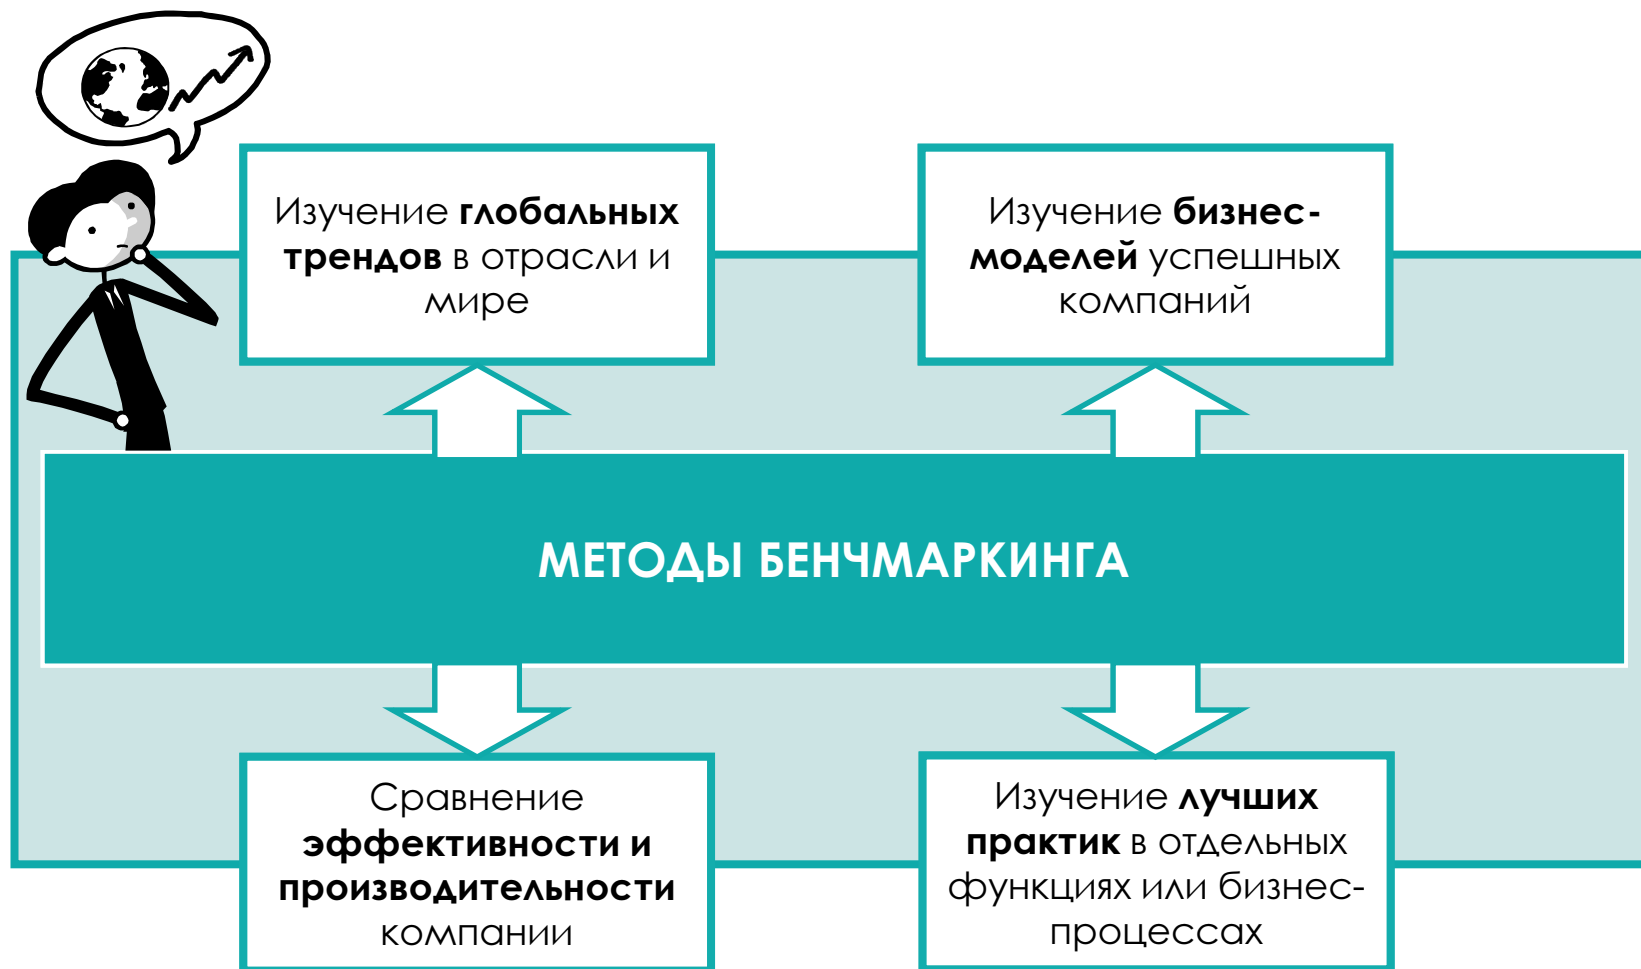 Изучение глобальных
трендов в отрасли и
мире
Изучение бизнес-
моделей успешных
компаний
МЕТОДЫ БЕНЧМАРКИНГА
Сравнение
эффективности и
производительности
компании
Изучение лучших
практик в отдельных
функциях или бизнес-
процессах